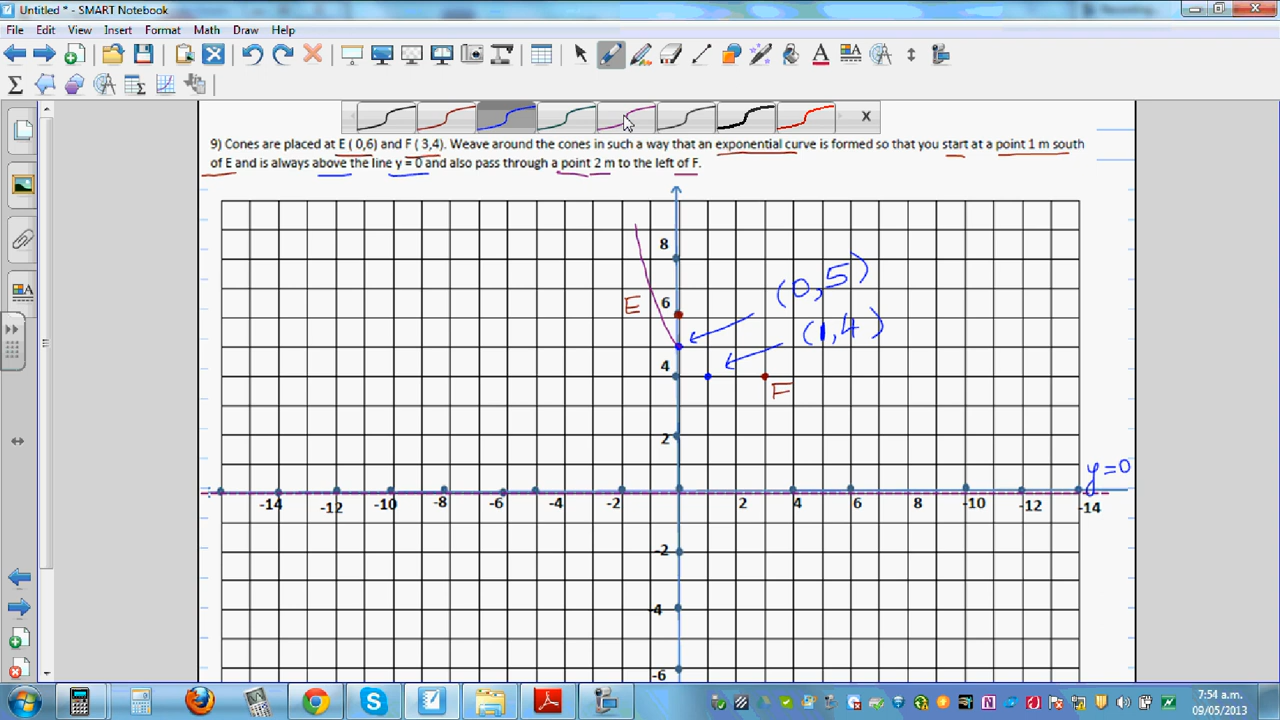 Untitled * - SMART Notebook
File Edit View Insert Format Math Draw Help
9) Cones are placed at E ( 0,6) and F ( 3,4). Weave around the cones in such a way that an exponential curve is formed so that you start at a point 1 m south
of E and is always above the line y = 0 and also pass through a point 2 m to the left of F.
8
(0,5)
E 6
(1,4)
4
F
2
y=0
-14 -12 -10 -8 -6 -4 -2 2 4 6 8 -10 -12 -14
-2
-4
-6
7:54 a.m.
09/05/2013